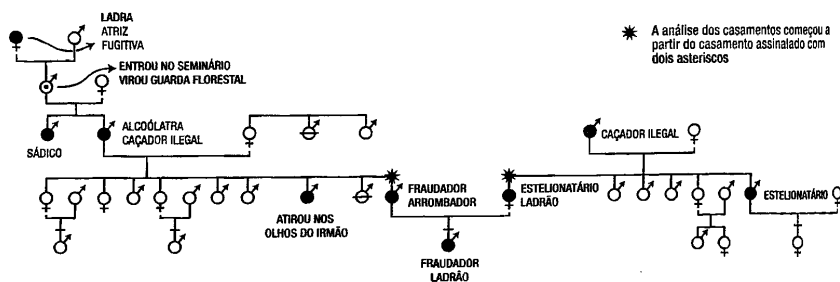 LADRA
ATRIZ
FUGITIVA
A análise dos casamentos começou a
partir do casamento assinalado com
dois asteriscos
ENTROU NO SEMINÁRIO
VIROU GUARDA FLORESTAL
SÁDICO
ALCOÓLATRA
CAÇADOR ILEGAL
CAÇADOR ILEGAL
ATIROU NOS
OLHOS DO IRMÃO
FRAUDADOR
ARROMBADOR
ESTELIONATÁRIO
LADRÃO
ESTELIONATÁRIO
FRAUDADOR
LADRÃO